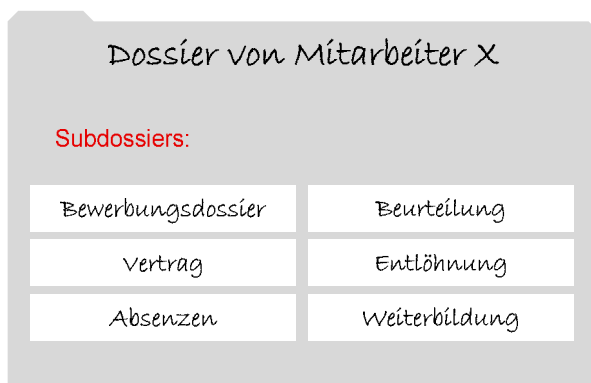 Dossier von Mitarbeiter X
Subdossiers:
Bewerbungsdossier
Beurteilung
Vertrag
Entlöhnung
Absenzen
Weiterbildung